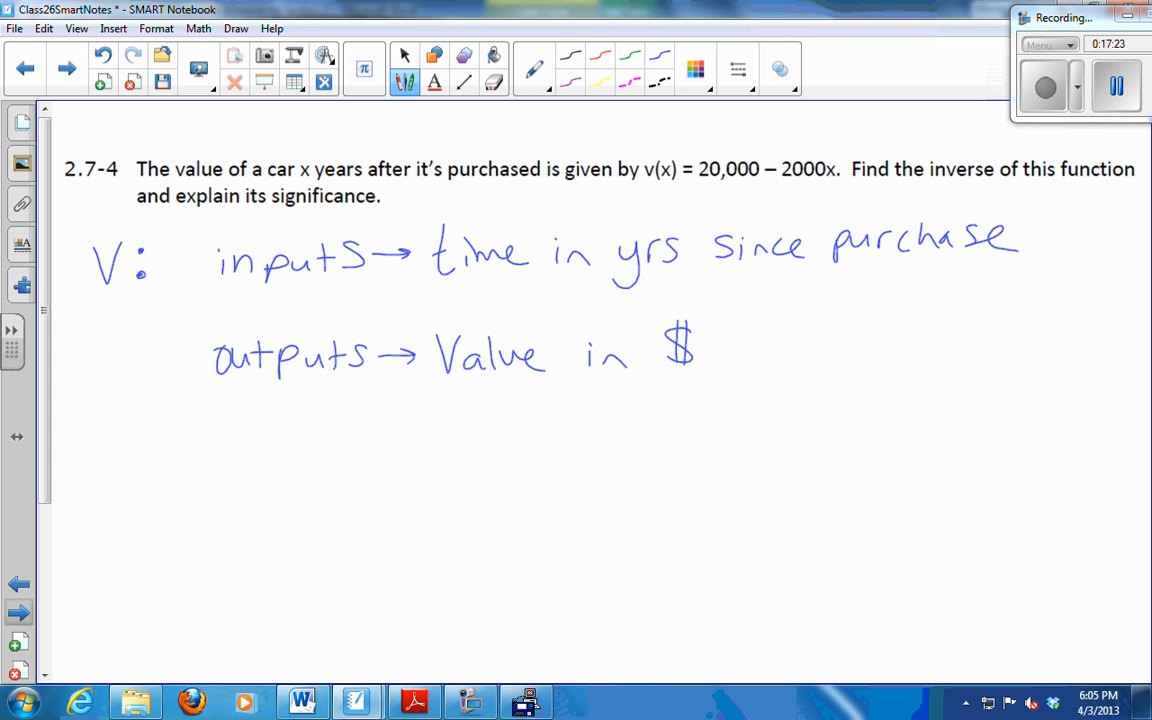 Class26SmartNotes * - SMART Notebook
File Edit View Insert Format Math Draw Help
Recording...
Menu
0:17:23
π
A
2.7-4 The value of a car x years after it's purchased is given by v(x) = 20,000 – 2000x. Find the inverse of this function
and explain its significance.
V: inputs → time in yrs since purchase
outputs → Value in $
6:05 PM
4/3/2013